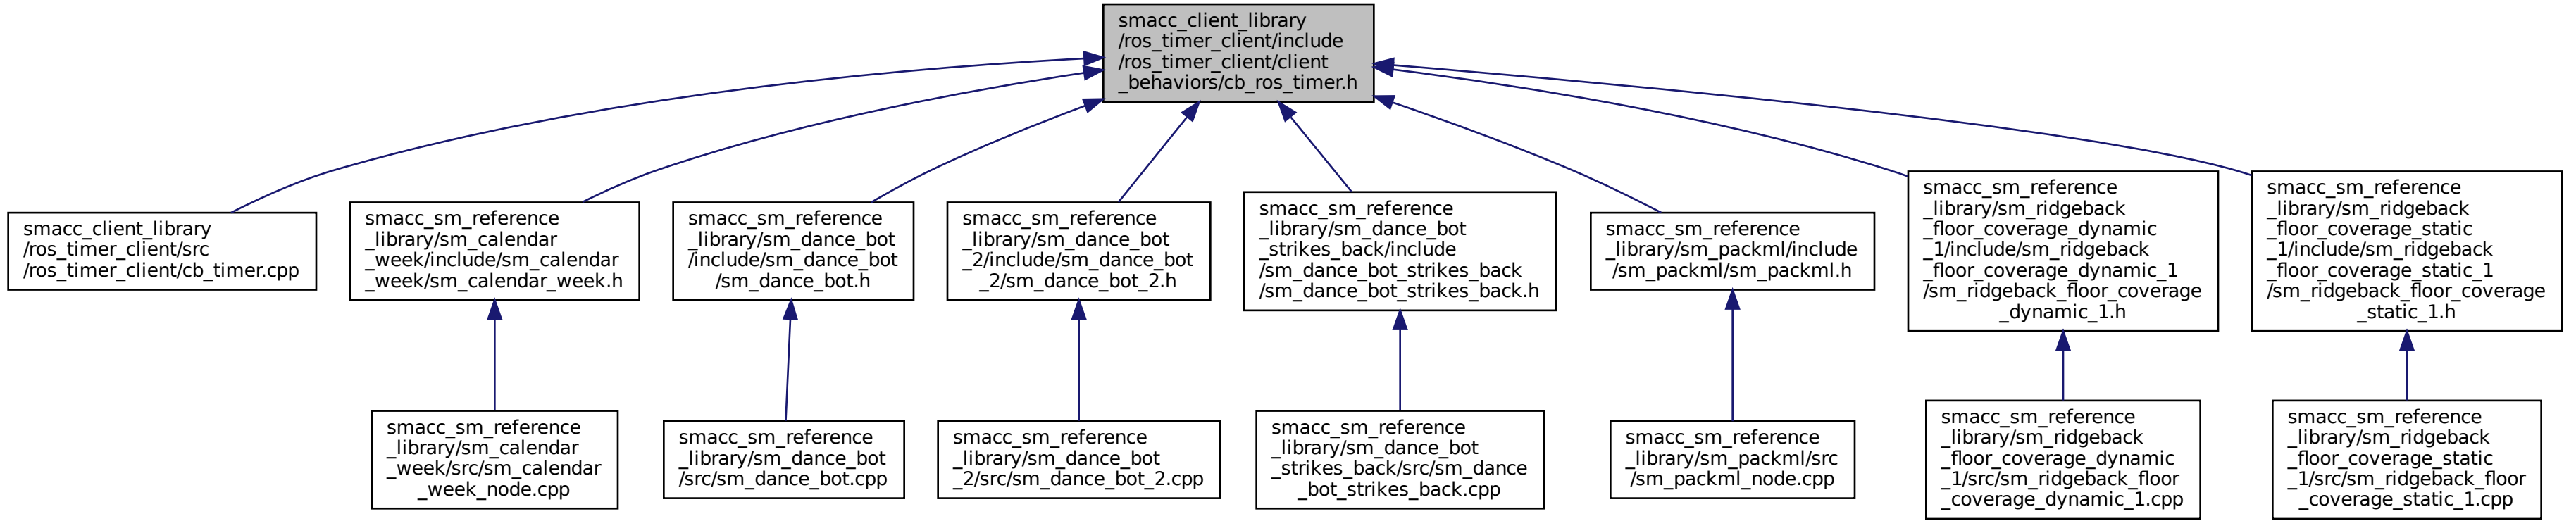 smacc_client_library
/ros_timer_client/include
/ros_timer_client/client
_behaviors/cb_ros_timer.h
smacc_client_library
/ros_timer_client/src
/ros_timer_client/cb_timer.cpp
smacc_sm_reference
_library/sm_calendar
_week/include/sm_calendar
_week/sm_calendar_week.h
smacc_sm_reference
_library/sm_dance_bot
/include/sm_dance_bot
/sm_dance_bot.h
smacc_sm_reference
_library/sm_dance_bot
_2/include/sm_dance_bot
_2/sm_dance_bot_2.h
smacc_sm_reference
_library/sm_dance_bot
_strikes_back/include
/sm_dance_bot_strikes_back
/sm_dance_bot_strikes_back.h
smacc_sm_reference
_library/sm_packml/include
/sm_packml/sm_packml.h
smacc_sm_reference
_library/sm_ridgeback
_floor_coverage_dynamic
_1/include/sm_ridgeback
_floor_coverage_dynamic_1
/sm_ridgeback_floor_coverage
_dynamic_1.h
smacc_sm_reference
_library/sm_ridgeback
_floor_coverage_static
_1/include/sm_ridgeback
_floor_coverage_static_1
/sm_ridgeback_floor_coverage
_static_1.h
smacc_sm_reference
_library/sm_calendar
_week/src/sm_calendar
_week_node.cpp
smacc_sm_reference
_library/sm_dance_bot
/src/sm_dance_bot.cpp
smacc_sm_reference
_library/sm_dance_bot
_2/src/sm_dance_bot_2.cpp
smacc_sm_reference
_library/sm_dance_bot
_strikes_back/src/sm_dance
_bot_strikes_back.cpp
smacc_sm_reference
_library/sm_packml/src
/sm_packml_node.cpp
smacc_sm_reference
_library/sm_ridgeback
_floor_coverage_dynamic
_1/src/sm_ridgeback_floor
_coverage_dynamic_1.cpp
smacc_sm_reference
_library/sm_ridgeback
_floor_coverage_static
_1/src/sm_ridgeback_floor
_coverage_static_1.cpp